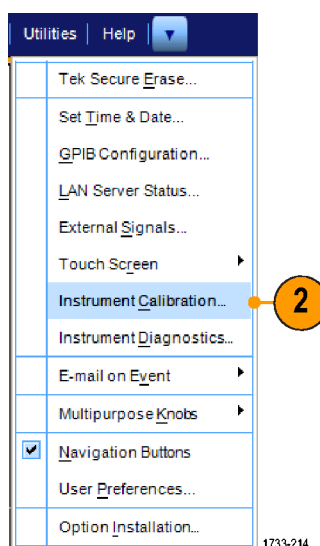 Utilities Help
Tek Secure Erase...
Set Time & Date...
GPIB Configuration...
LAN Server Status...
External Signals...
Touch Screen
Instrument Calibration...
2
Instrument Diagnostics...
E-mail on Event
Multipurpose Knobs
Navigation Buttons
User Preferences...
Option Installation...
1733-214